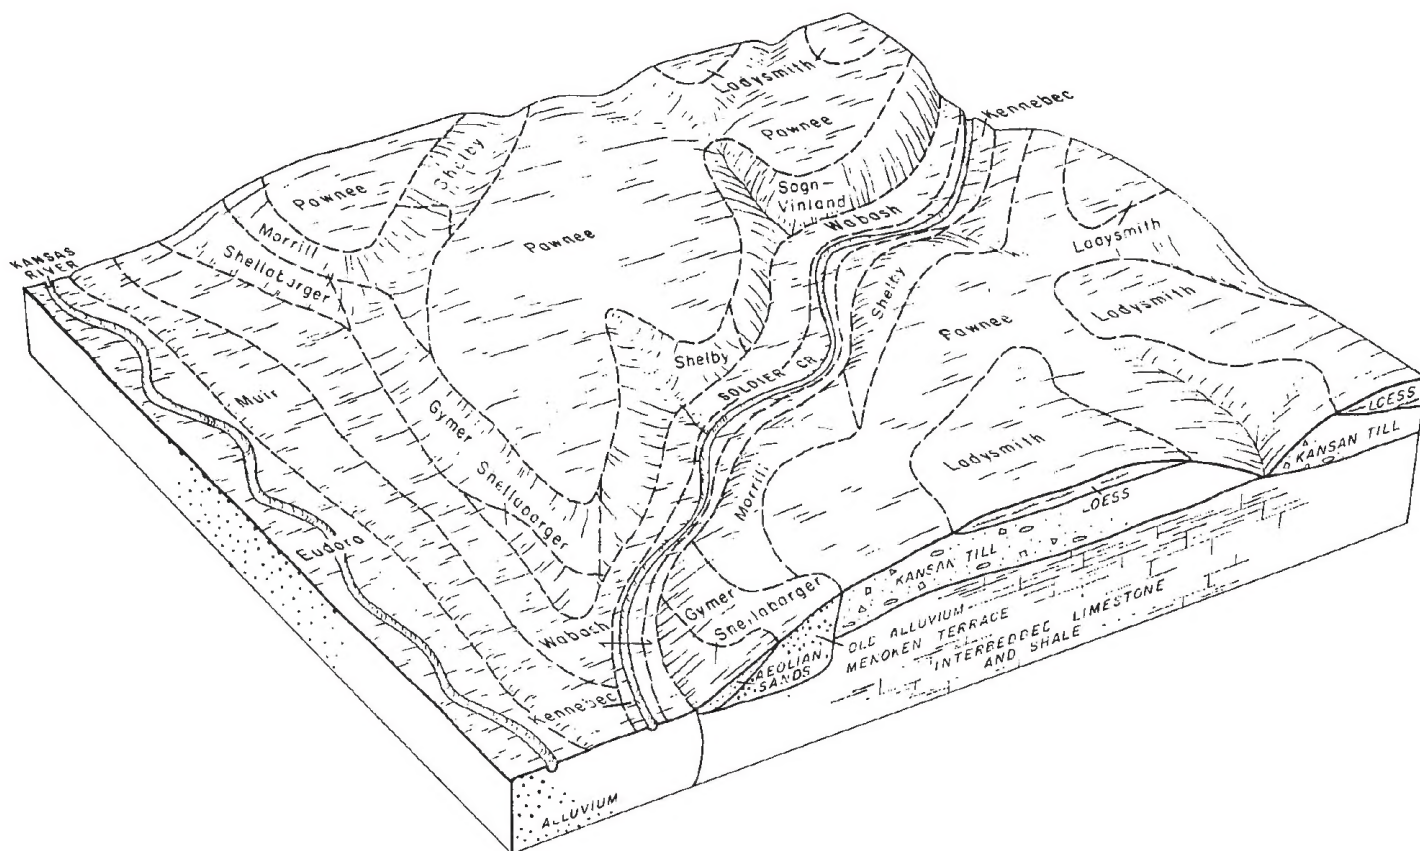 Ladysmith
Kennebec
Pawnee
Shelby
Pawnee
Sogn-
Vinland
Wabash
Morrill
Pawnee
Shellabarger
KANSAS
RIVER
Ladysmith
Shelby
Ladysmith
Pawnee
Shelby
SOLDIER CR.
Muir
Gymer
LOESS
KANSAN TILL
Ladysmith
Shellabarger
Morrill
LOESS
Eudora
KANSAN TILL
Gymer
Shellabarger
Wabash
OLD ALLUVIUM
MENOKEN TERRACE
INTERBEDDED LIMESTONE
AND SHALE
AEOLIAN
SANDS
Kennebec
ALLUVIUM